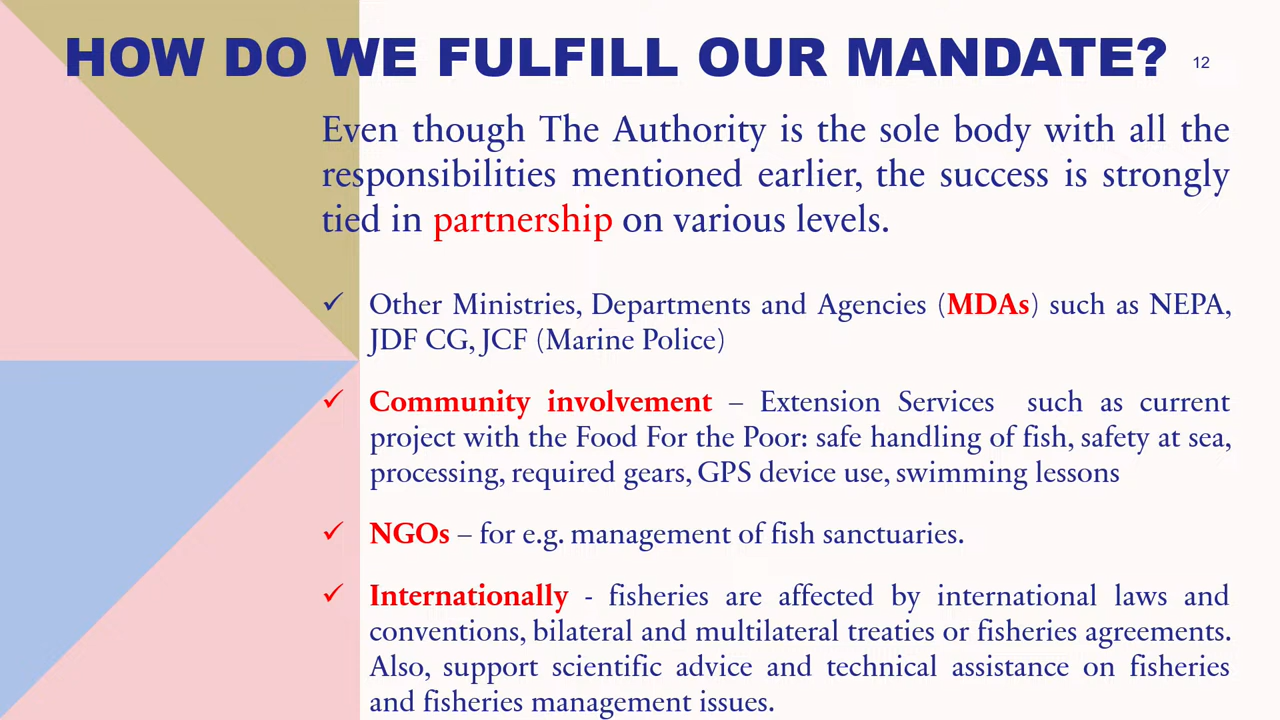 HOW DO WE FULFILL OUR MANDATE?
12
Even though The Authority is the sole body with all the
responsibilities mentioned earlier, the success is strongly
tied in partnership on various levels.
✓ Other Ministries, Departments and Agencies (MDAs) such as NEPA,
JDF CG, JCF (Marine Police)
✓ Community involvement – Extension Services such as current
project with the Food For the Poor: safe handling of fish, safety at sea,
processing, required gears, GPS device use, swimming lessons
✓ NGOs – for e.g. management of fish sanctuaries.
✓ Internationally - fisheries are affected by international laws and
conventions, bilateral and multilateral treaties or fisheries agreements.
Also, support scientific advice and technical assistance on fisheries
and fisheries management issues.